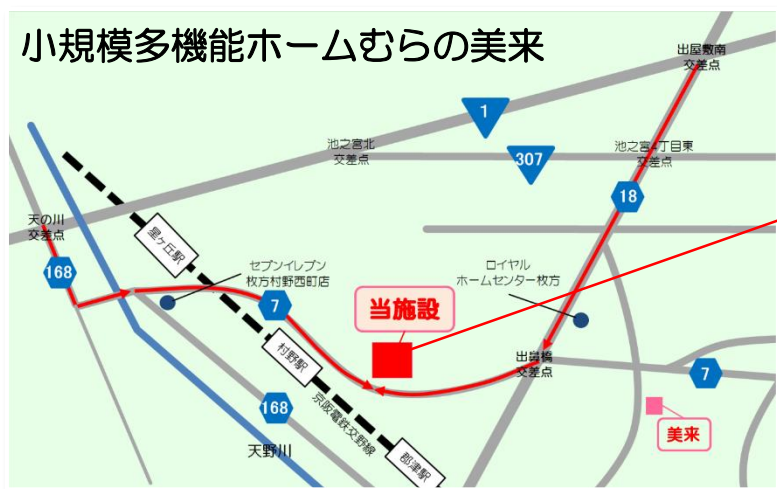 小規模多機能ホームむらの美来
出屋敷南
交差点
1
池之宮北
交差点
307
池之宮4丁目東
交差点
18
天の川
交差点
168
星ヶ丘駅
セブンイレブン
枚方村野西町店
ロイヤル
ホームセンター枚方
7
当施設
村野駅
出鼻橋
交差点
7
168
京阪電鉄交野線
天野川
郡津駅
美来